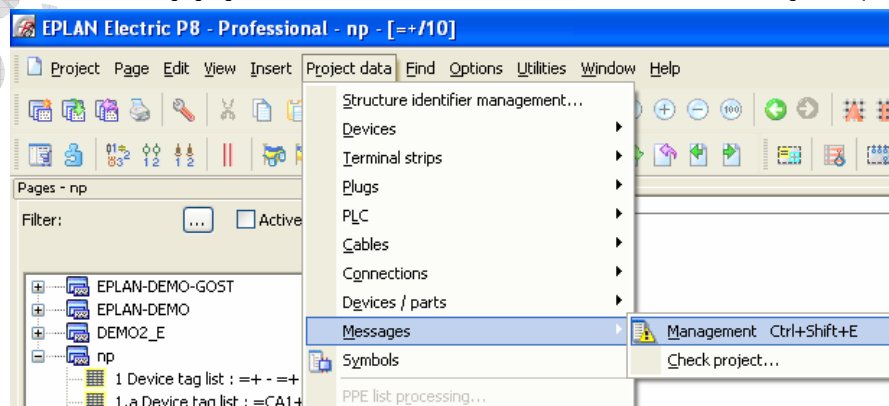 EPLAN Electric P8 - Professional - np - [=+/10]
Project Page Edit View Insert Project data Find Options Utilities Window Help
Structure identifier management...
Devices
Terminal strips
Plugs
PLC
Cables
Connections
Devices / parts
Messages
Symbols
PPE list processing...
Management Ctrl+Shift+E
Check project...
Pages - np
Filter: ... Active
EPLAN-DEMO-GOST
EPLAN-DEMO
DEMO2_E
np
1 Device tag list : =+ - =+
1.a Device tag list : =CA1+